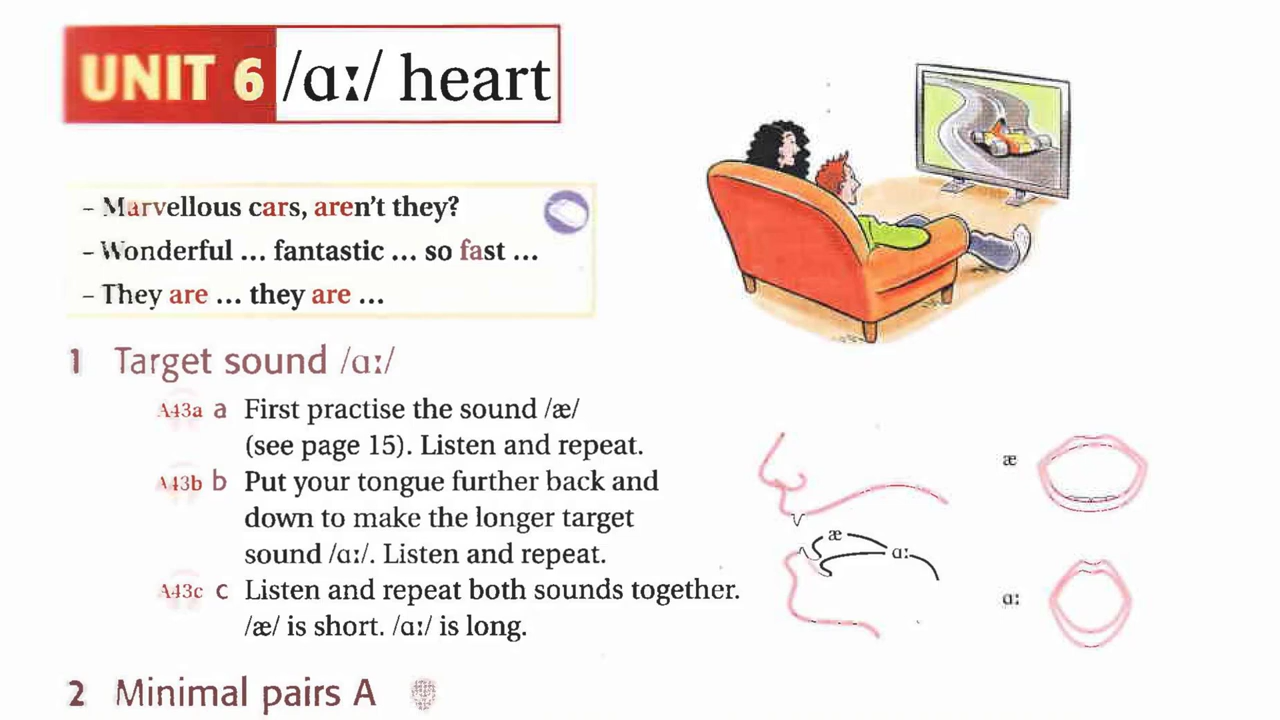 UNIT 6 /ɑː/ heart
– Marvellous cars, aren't they?
– Wonderful ... fantastic ... so fast ...
– They are ... they are ...
1 Target sound /ɑː/
A43a a First practise the sound /æ/
(see page 15). Listen and repeat.
A43b b Put your tongue further back and
down to make the longer target
sound /ɑː/. Listen and repeat.
A43c c Listen and repeat both sounds together.
/æ/ is short. /ɑː/ is long.
æ
æ
ɑː
ɑː
2 Minimal pairs A